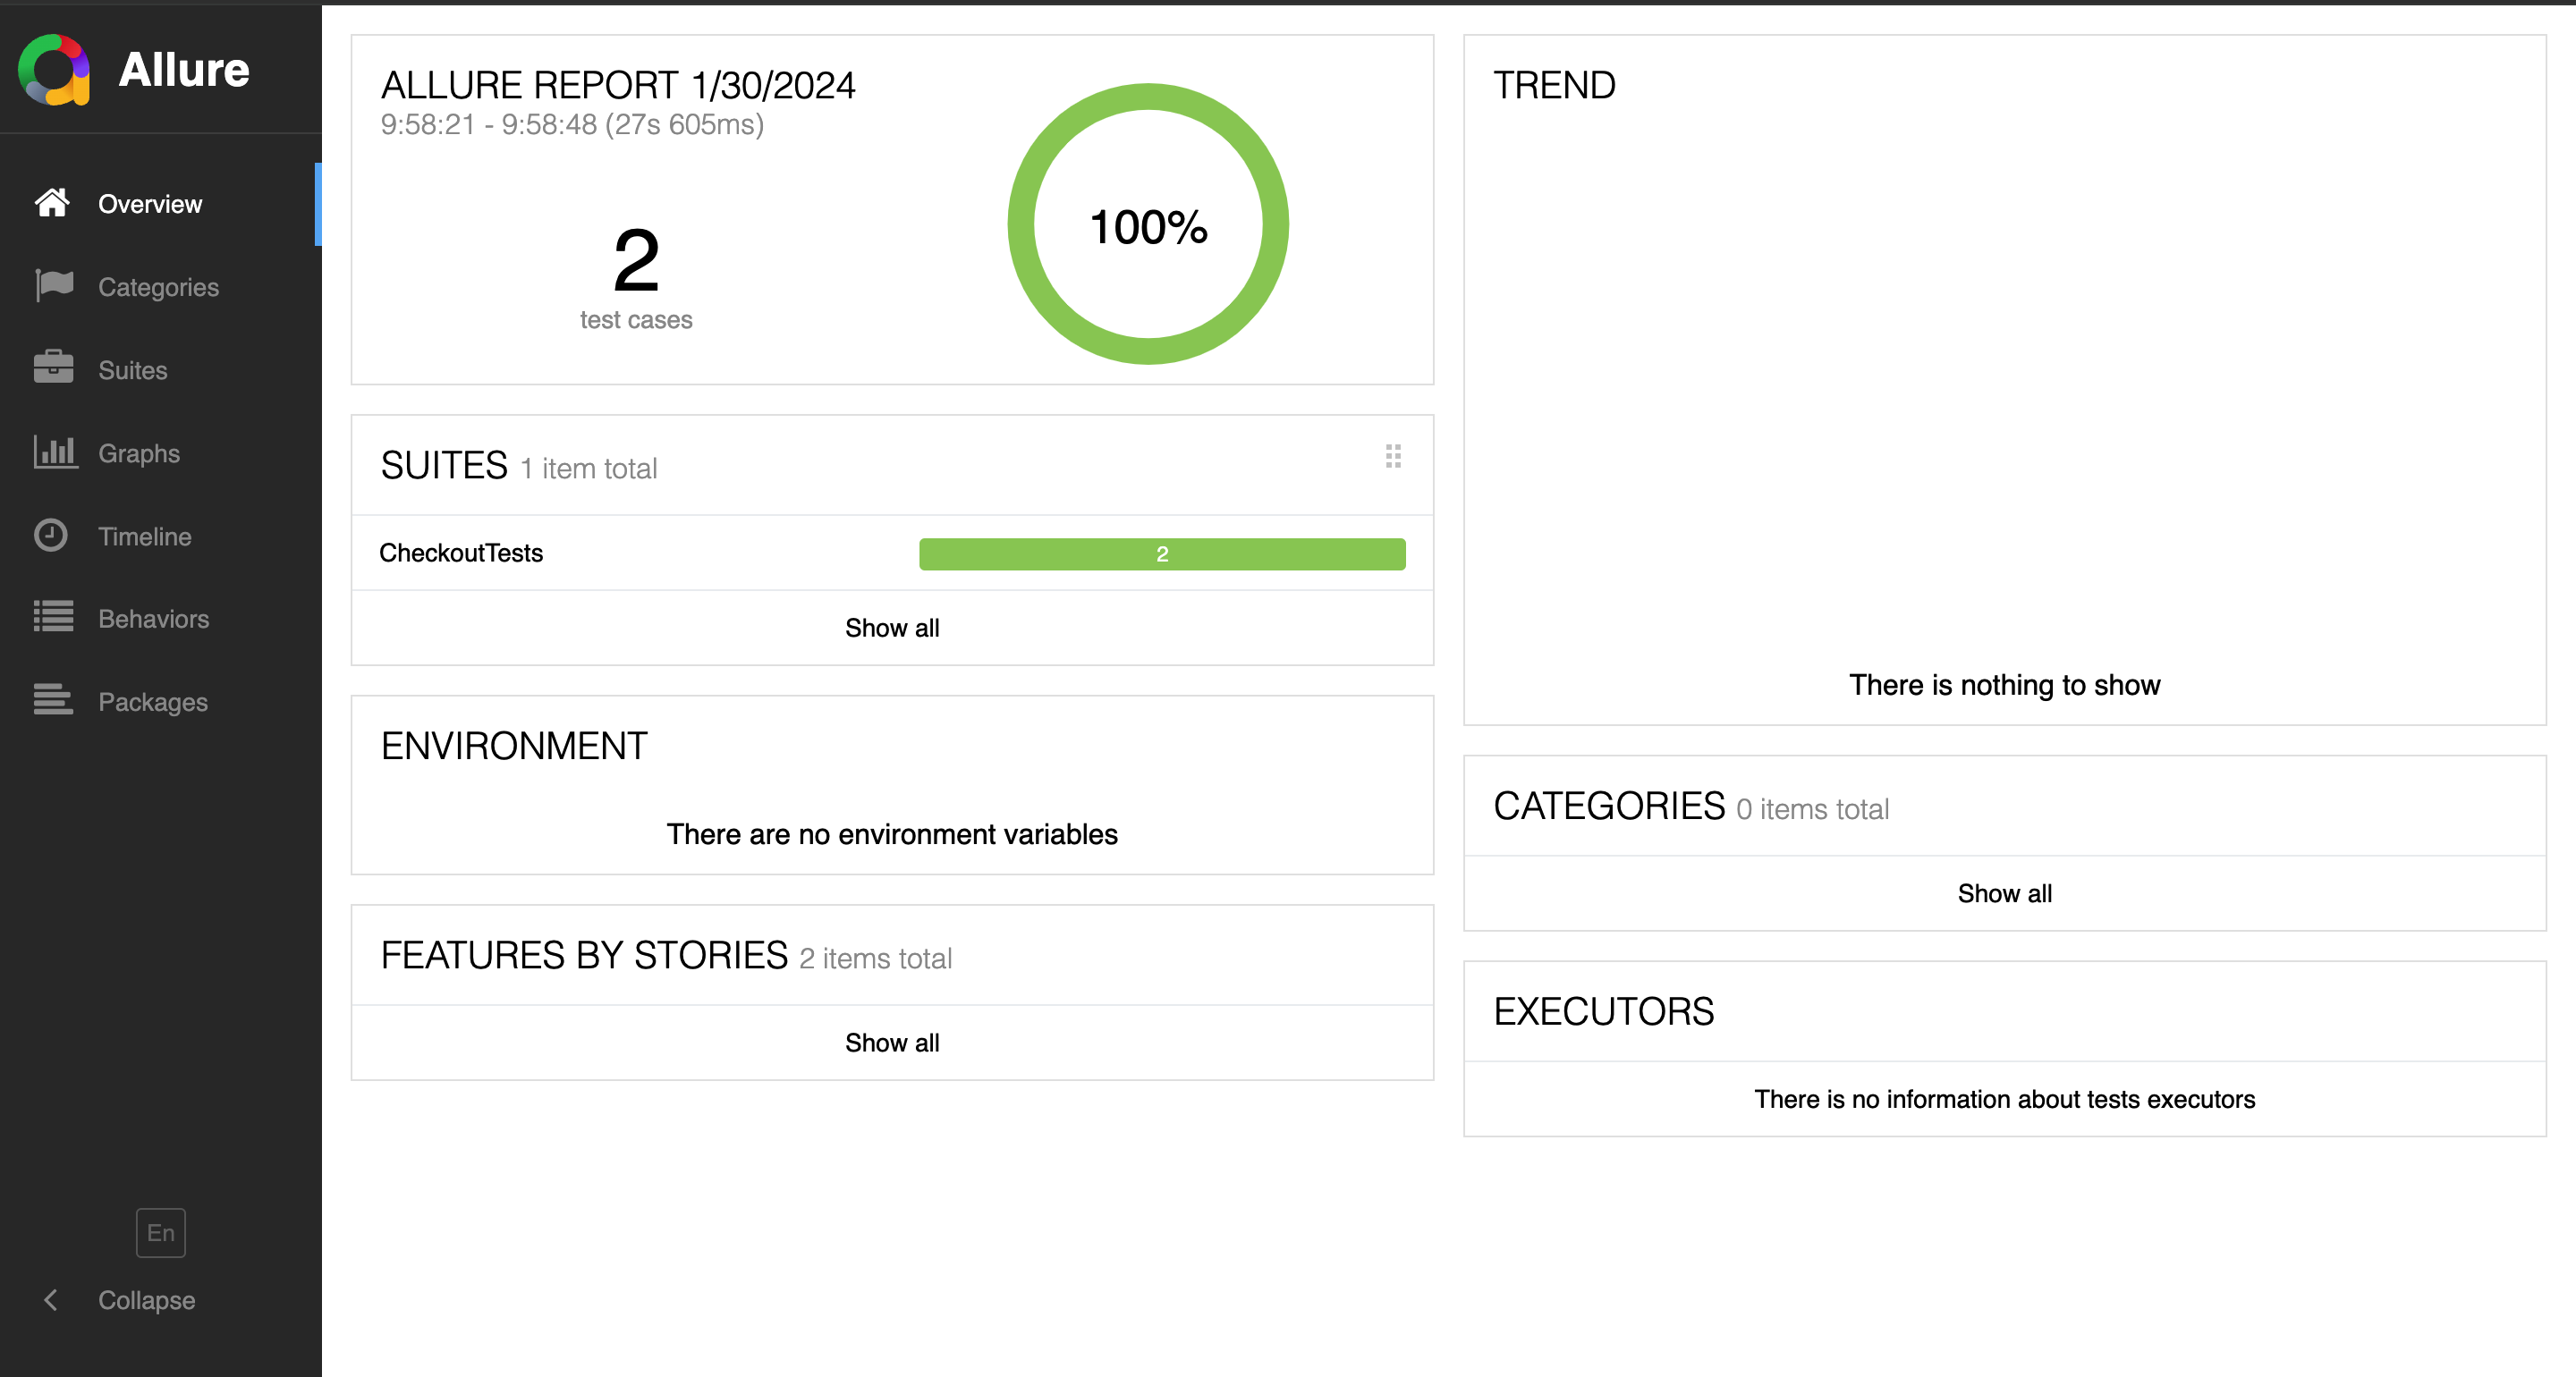 Allure
Overview
Categories
Suites
Graphs
Timeline
Behaviors
Packages
En
Collapse
ALLURE REPORT 1/30/2024
9:58:21 - 9:58:48 (27s 605ms)
2
test cases
100%
SUITES 1 item total
CheckoutTests 2
Show all
ENVIRONMENT
There are no environment variables
FEATURES BY STORIES 2 items total
Show all
TREND
There is nothing to show
CATEGORIES 0 items total
Show all
EXECUTORS
There is no information about tests executors